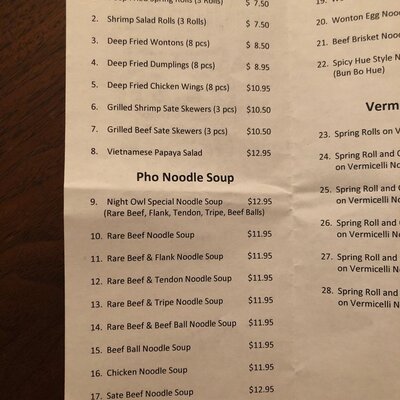 Spring Rolls (3 Rolls) $ 7.50
2. Shrimp Salad Rolls (3 Rolls) $ 7.50
3. Deep Fried Wontons (8 pcs) $ 8.50
4. Deep Fried Dumplings (8 pcs) $ 8.95
5. Deep Fried Chicken Wings (8 pcs) $10.95
6. Grilled Shrimp Sate Skewers (3 pcs) $10.50
7. Grilled Beef Sate Skewers (3 pcs) $10.50
8. Vietnamese Papaya Salad $12.95
Pho Noodle Soup
9. Night Owl Special Noodle Soup $12.95
(Rare Beef, Flank, Tendon, Tripe, Beef Balls)
10. Rare Beef Noodle Soup $11.95
11. Rare Beef & Flank Noodle Soup $11.95
12. Rare Beef & Tendon Noodle Soup $11.95
13. Rare Beef & Tripe Noodle Soup $11.95
14. Rare Beef & Beef Ball Noodle Soup $11.95
15. Beef Ball Noodle Soup $11.95
16. Chicken Noodle Soup $11.95
17. Sate Beef Noodle Soup $12.95
20. Wonton Egg Nood
21. Beef Brisket Nood
22. Spicy Hue Style N
(Bun Bo Hue)
Vermi
23. Spring Rolls on V
24. Spring Roll and G
on Vermicelli No
25. Spring Roll and
on Vermicelli N
26. Spring Roll and
on Vermicelli N
27. Spring Roll and
on Vermicelli N
28. Spring Roll and
on Vermicelli N